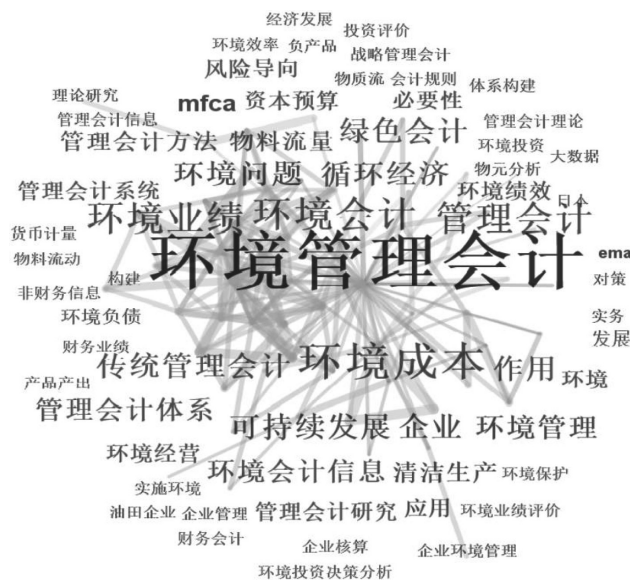 经济发展
投资评价
环境效率 负产品 战略管理会计
风险导向 物质流 会计规则 体系构建
理论研究 mfca 资本预算 必要性
管理会计信息 绿色会计 管理会计理论
管理会计方法 物料流量 环境投资 大数据
环境问题 循环经济 物元分析
管理会计系统 环境绩效
环境业绩 环境会计 管理会计
货币计量
环境管理会计 ema
物料流动
构建 对策
非财务信息
环境负债 实务
财务业绩 发展
传统管理会计 环境成本 作用 环境
产品产出
管理会计体系 可持续发展 企业 环境管理
环境经营
环境会计信息 清洁生产 环境保护
实施环境
油田企业 企业管理 管理会计研究 应用 环境业绩评价
财务会计
企业核算 企业环境管理
环境投资决策分析